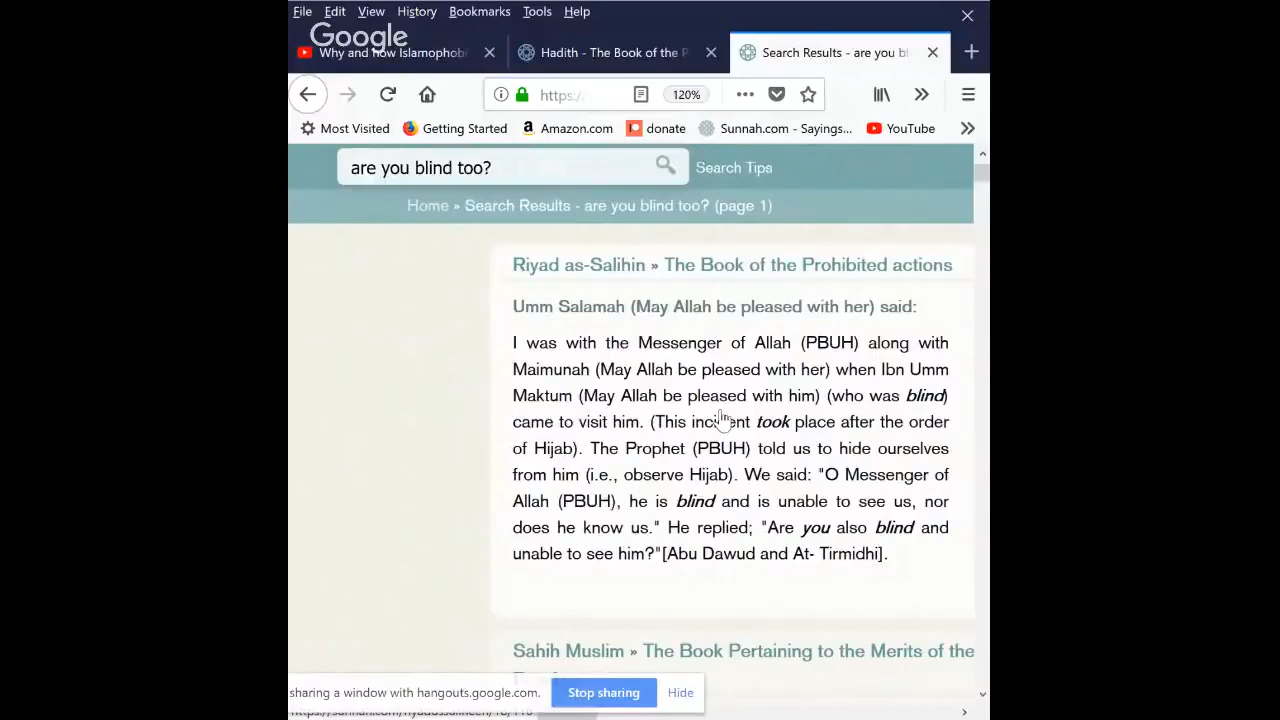 File Edit View History Bookmarks Tools Help
Google
Why and how Islamophobi
Hadith - The Book of the P
Search Results - are you bl
https://
120%
Most Visited Getting Started Amazon.com donate Sunnah.com - Sayings... YouTube
are you blind too?
Search Tips
Home » Search Results - are you blind too? (page 1)
Riyad as-Salihin » The Book of the Prohibited actions
Umm Salamah (May Allah be pleased with her) said:
I was with the Messenger of Allah (PBUH) along with
Maimunah (May Allah be pleased with her) when Ibn Umm
Maktum (May Allah be pleased with him) (who was blind)
came to visit him. (This incident took place after the order
of Hijab). The Prophet (PBUH) told us to hide ourselves
from him (i.e., observe Hijab). We said: "O Messenger of
Allah (PBUH), he is blind and is unable to see us, nor
does he know us." He replied; "Are you also blind and
unable to see him?"[Abu Dawud and At- Tirmidhi].
Sahih Muslim » The Book Pertaining to the Merits of the
sharing a window with hangouts.google.com. Stop sharing Hide